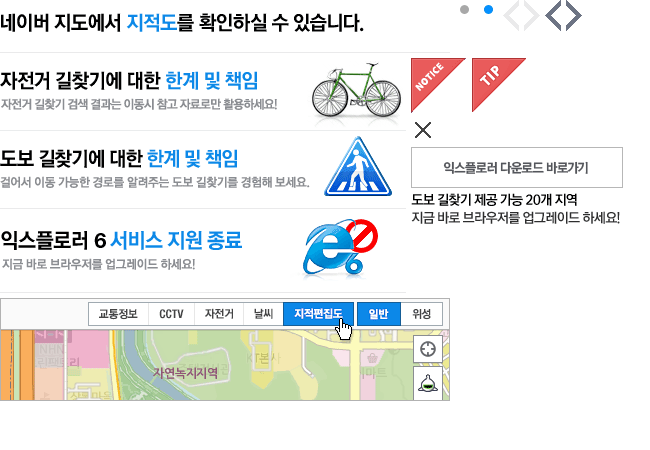 네이버 지도에서 지적도를 확인하실 수 있습니다.
NOTICE
TIP
자전거 길찾기에 대한 한계 및 책임
자전거 길찾기 검색 결과는 이동시 참고 자료로만 활용하세요!
도보 길찾기에 대한 한계 및 책임
걸어서 이동 가능한 경로를 알려주는 도보 길찾기를 경험해 보세요.
익스플로러 다운로드 바로가기
도보 길찾기 제공 가능 20개 지역
지금 바로 브라우저를 업그레이드 하세요!
익스플로러 6 서비스 지원 종료
지금 바로 브라우저를 업그레이드 하세요!
교통정보 CCTV 자전거 날씨 지적편집도 일반 위성
자연녹지지역